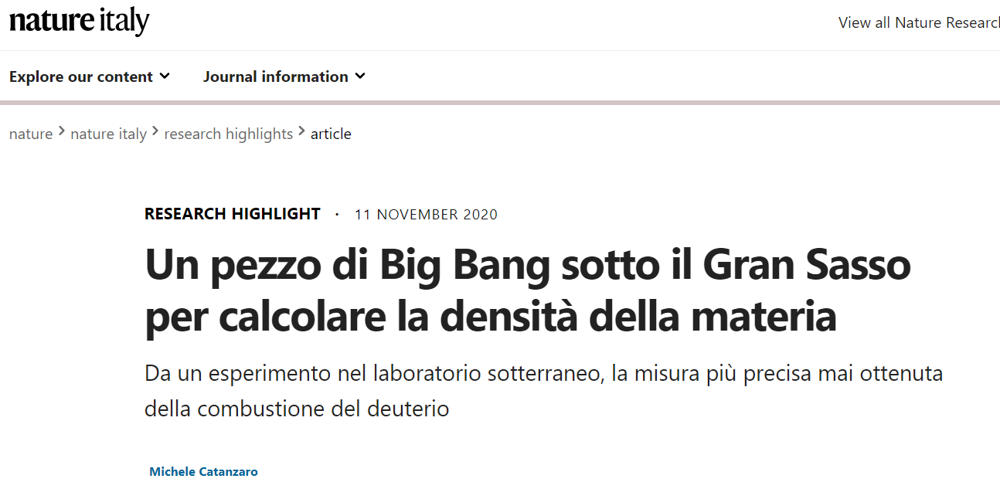 nature italy
View all Nature Research
Explore our content
Journal information
nature > nature italy > research highlights > article
RESEARCH HIGHLIGHT · 11 NOVEMBER 2020
Un pezzo di Big Bang sotto il Gran Sasso
per calcolare la densità della materia
Da un esperimento nel laboratorio sotterraneo, la misura più precisa mai ottenuta
della combustione del deuterio
Michele Catanzaro